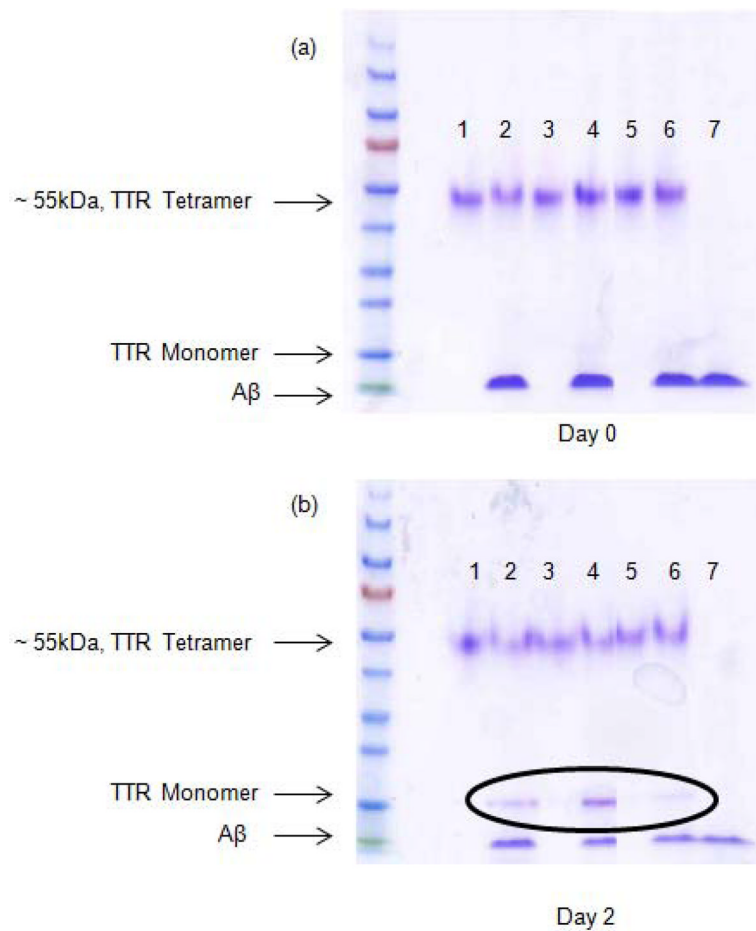 (a)
1 2 3 4 5 6 7
~ 55kDa, TTR Tetramer
TTR Monomer
Aβ
Day 0
(b)
1 2 3 4 5 6 7
~ 55kDa, TTR Tetramer
TTR Monomer
Aβ
Day 2